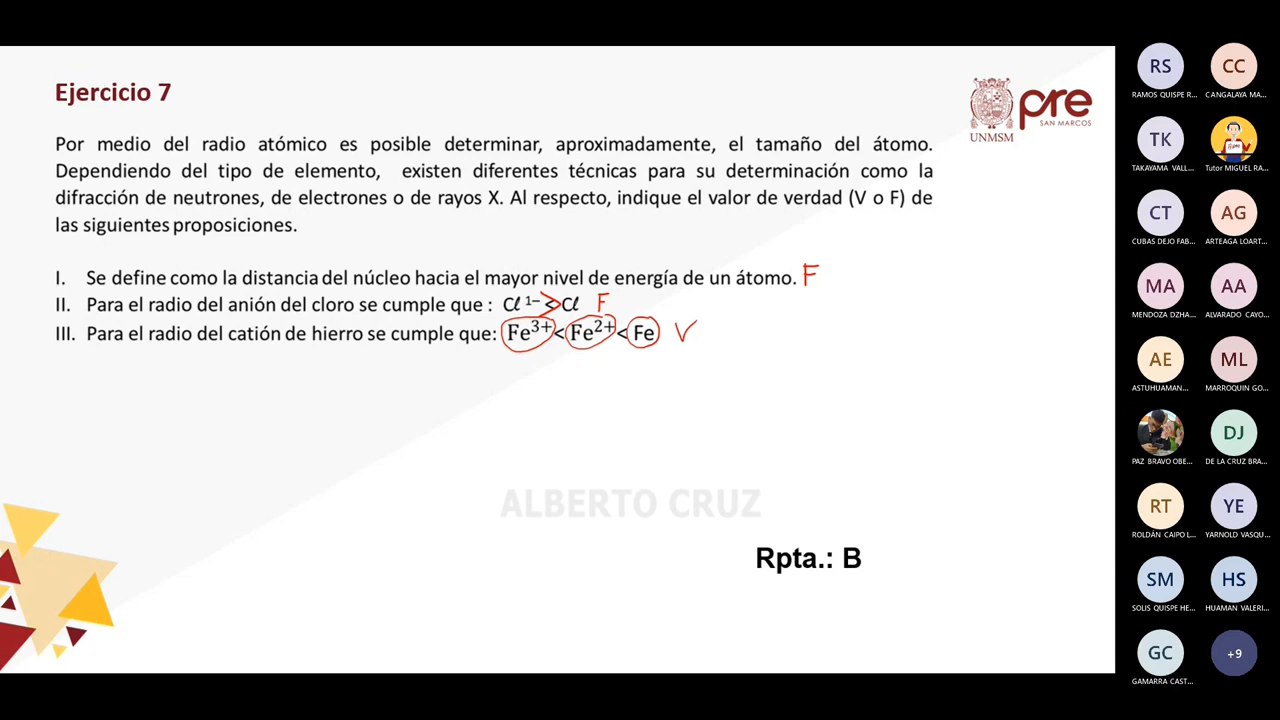 Ejercicio 7
UNMSM
pre
SAN MARCOS
Por medio del radio atómico es posible determinar, aproximadamente, el tamaño del átomo.
Dependiendo del tipo de elemento, existen diferentes técnicas para su determinación como la
difracción de neutrones, de electrones o de rayos X. Al respecto, indique el valor de verdad (V o F) de
las siguientes proposiciones.
I. Se define como la distancia del núcleo hacia el mayor nivel de energía de un átomo. F
II. Para el radio del anión del cloro se cumple que : Cℓ ¹⁻ < Cℓ > F
III. Para el radio del catión de hierro se cumple que: Fe³⁺ < Fe²⁺ < Fe V
ALBERTO CRUZ
Rpta.: B
RS
CC
RAMOS QUISPE R...
CANGALAYA MA...
TK
TAKAYAMA VALL...
Tutor MIGUEL RA...
CT
AG
CUBAS DEJO FAB...
ARTEAGA LOART...
MA
AA
MENDOZA DZHA...
ALVARADO CAYO...
AE
ML
ASTUHUAMAN...
MARROQUIN GO...
DJ
PAZ BRAVO OBE...
DE LA CRUZ BRA...
RT
YE
ROLDÁN CAIPO L...
YARNOLD VASQU...
SM
HS
SOLIS QUISPE HE...
HUAMAN VALERI...
GC
+9
GAMARRA CAST...